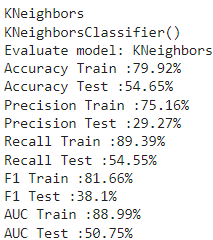 KNeighbors
KNeighborsClassifier()
Evaluate model: KNeighbors
Accuracy Train :79.92%
Accuracy Test :54.65%
Precision Train :75.16%
Precision Test :29.27%
Recall Train :89.39%
Recall Test :54.55%
F1 Train :81.66%
F1 Test :38.1%
AUC Train :88.99%
AUC Test :50.75%